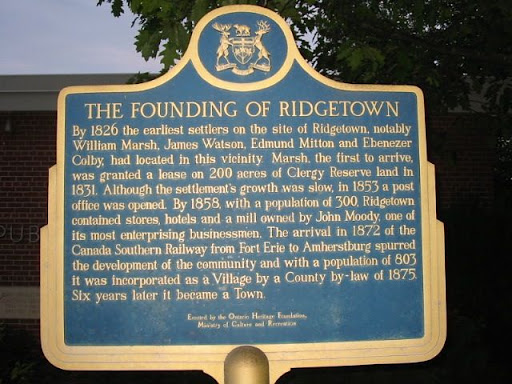 THE FOUNDING OF RIDGETOWN
By 1826 the earliest settlers on the site of Ridgetown, notably
William Marsh, James Watson, Edmund Mitton and Ebenezer
Colby, had located in this vicinity. Marsh, the first to arrive,
was granted a lease on 200 acres of Clergy Reserve land in
1831. Although the settlement's growth was slow, in 1853 a post
office was opened. By 1858, with a population of 300, Ridgetown
contained stores, hotels and a mill owned by John Moody, one of
its most enterprising businessmen. The arrival in 1872 of the
Canada Southern Railway from Fort Erie to Amherstburg spurred
the development of the community and with a population of 803
it was incorporated as a Village by a County by-law of 1875.
Six years later it became a Town.
Erected by the Ontario Heritage Foundation,
Ministry of Culture and Recreation
PUB